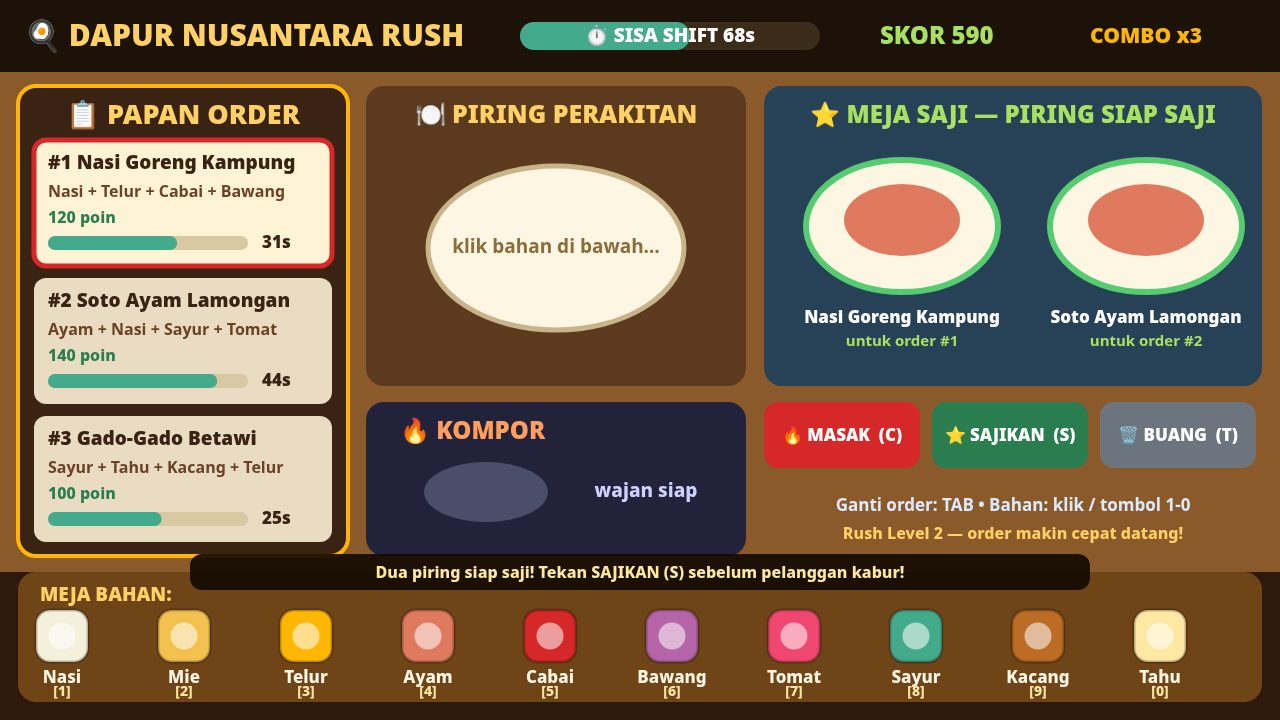 DAPUR NUSANTARA RUSH
SISA SHIFT 68s
SKOR 590
COMBO x3
PAPAN ORDER
#1 Nasi Goreng Kampung
Nasi + Telur + Cabai + Bawang
120 poin
31s
#2 Soto Ayam Lamongan
Ayam + Nasi + Sayur + Tomat
140 poin
44s
#3 Gado-Gado Betawi
Sayur + Tahu + Kacang + Telur
100 poin
25s
PIRING PERAKITAN
klik bahan di bawah...
MEJA SAJI — PIRING SIAP SAJI
Nasi Goreng Kampung
untuk order #1
Soto Ayam Lamongan
untuk order #2
KOMPOR
wajan siap
MASAK (C)
SAJIKAN (S)
BUANG (T)
Ganti order: TAB • Bahan: klik / tombol 1-0
Rush Level 2 — order makin cepat datang!
Dua piring siap saji! Tekan SAJIKAN (S) sebelum pelanggan kabur!
MEJA BAHAN:
Nasi
[1]
Mie
[2]
Telur
[3]
Ayam
[4]
Cabai
[5]
Bawang
[6]
Tomat
[7]
Sayur
[8]
Kacang
[9]
Tahu
[0]